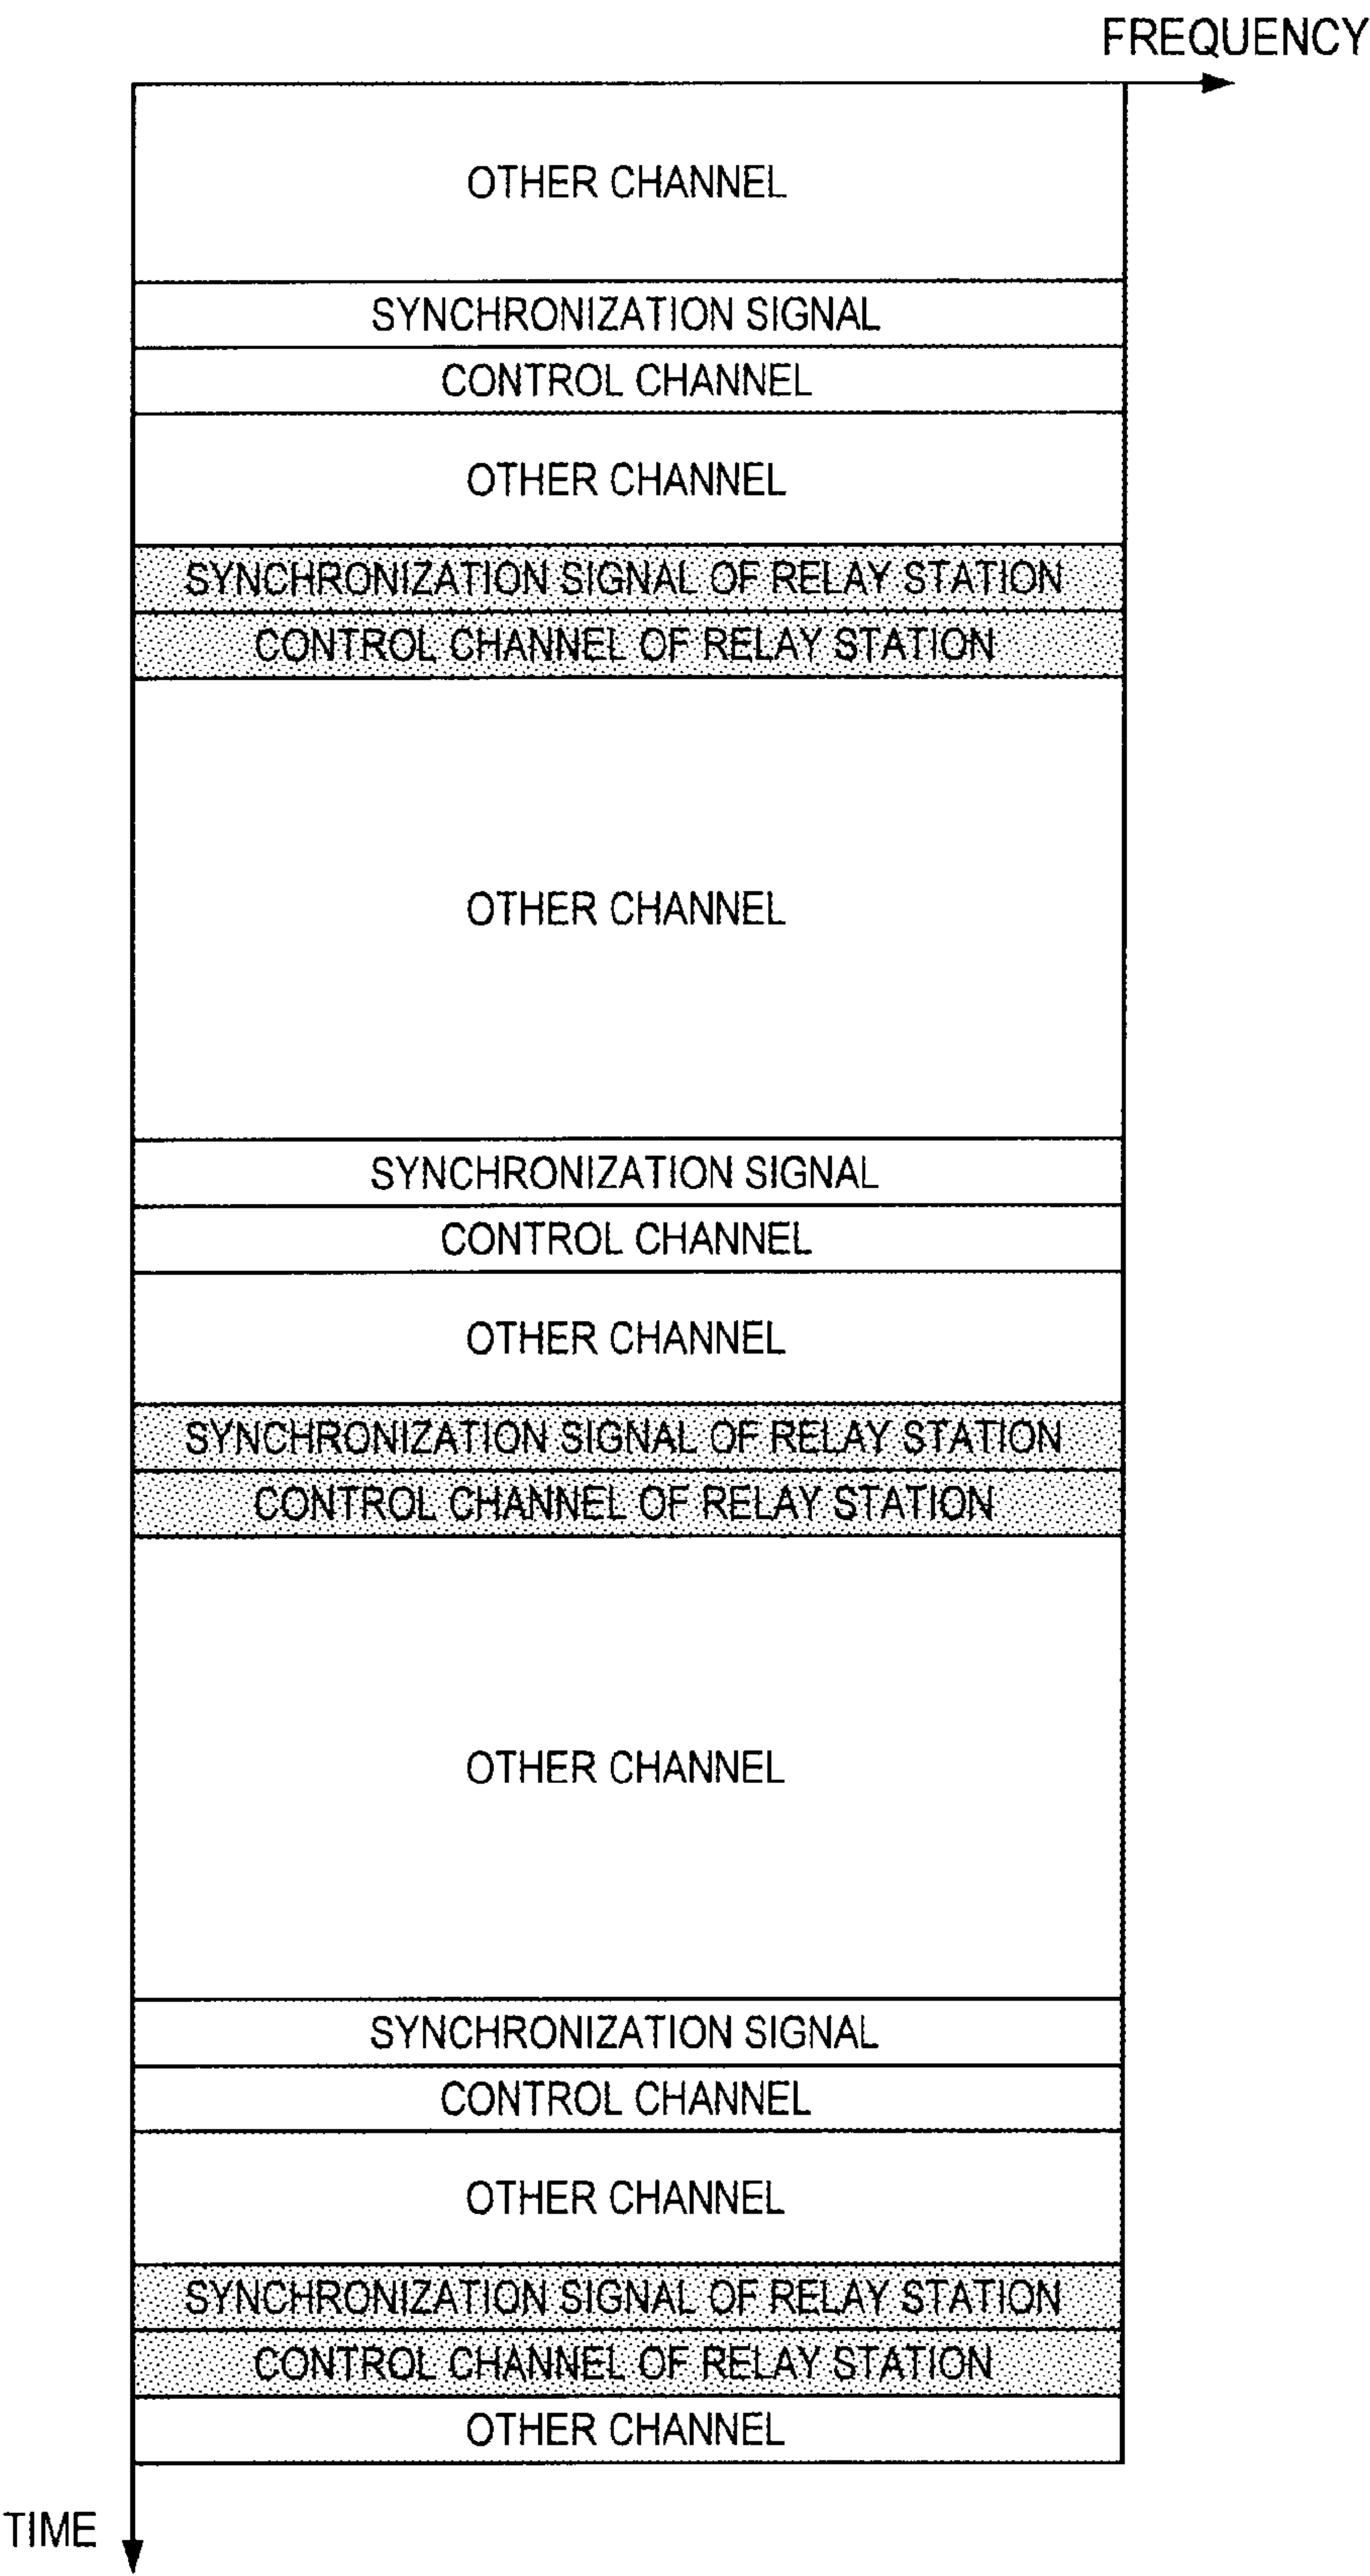 FREQUENCY
OTHER CHANNEL
SYNCHRONIZATION SIGNAL
CONTROL CHANNEL
OTHER CHANNEL
SYNCHRONIZATION SIGNAL OF RELAY STATION
CONTROL CHANNEL OF RELAY STATION
OTHER CHANNEL
SYNCHRONIZATION SIGNAL
CONTROL CHANNEL
OTHER CHANNEL
SYNCHRONIZATION SIGNAL OF RELAY STATION
CONTROL CHANNEL OF RELAY STATION
OTHER CHANNEL
SYNCHRONIZATION SIGNAL
CONTROL CHANNEL
OTHER CHANNEL
SYNCHRONIZATION SIGNAL OF RELAY STATION
CONTROL CHANNEL OF RELAY STATION
OTHER CHANNEL
TIME